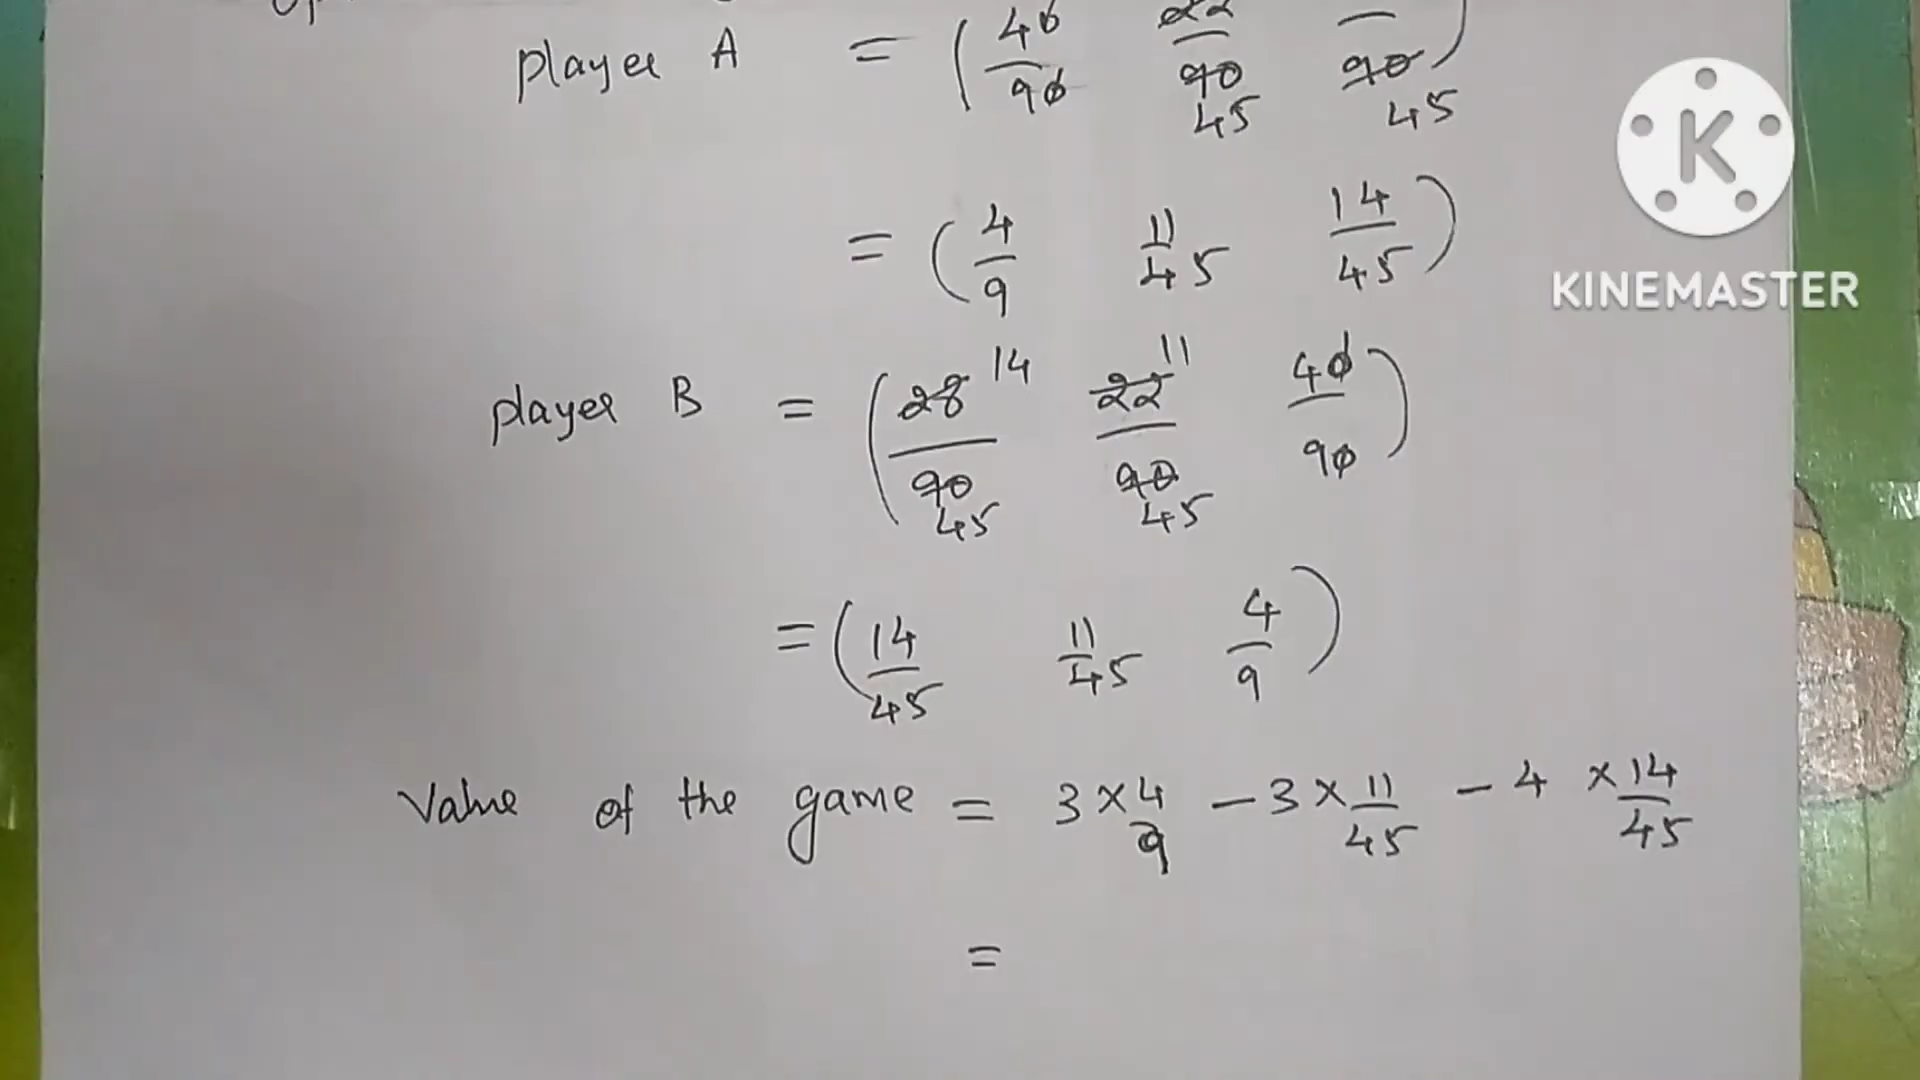 player A = (40/90 22/90 45 /90 45)
= (4/9 11/45 14/45)
player B = (28 14/90 45 22 11/90 45 40/90)
= (14/45 11/45 4/9)
Value of the game = 3 × 4/9 - 3 × 11/45 - 4 × 14/45
=
K
KINEMASTER